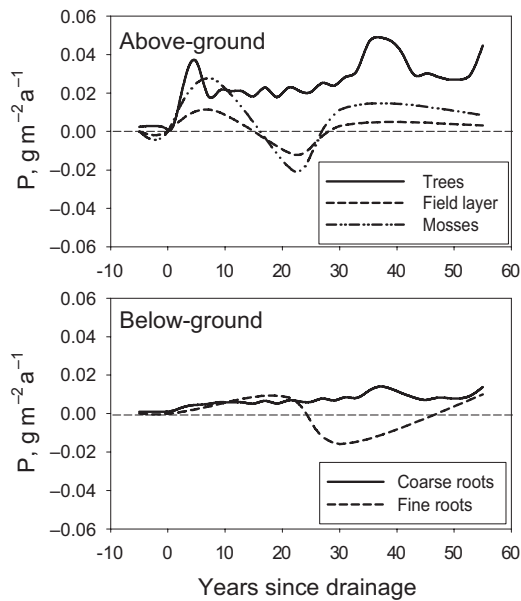 P, g m⁻² a⁻¹
0.06
0.04
0.02
0.00
–0.02
–0.04
–0.06
Above-ground
Trees
Field layer
Mosses
-10 0 10 20 30 40 50 60
P, g m⁻² a⁻¹
0.06
0.04
0.02
0.00
–0.02
–0.04
–0.06
Below-ground
Coarse roots
Fine roots
-10 0 10 20 30 40 50 60
Years since drainage